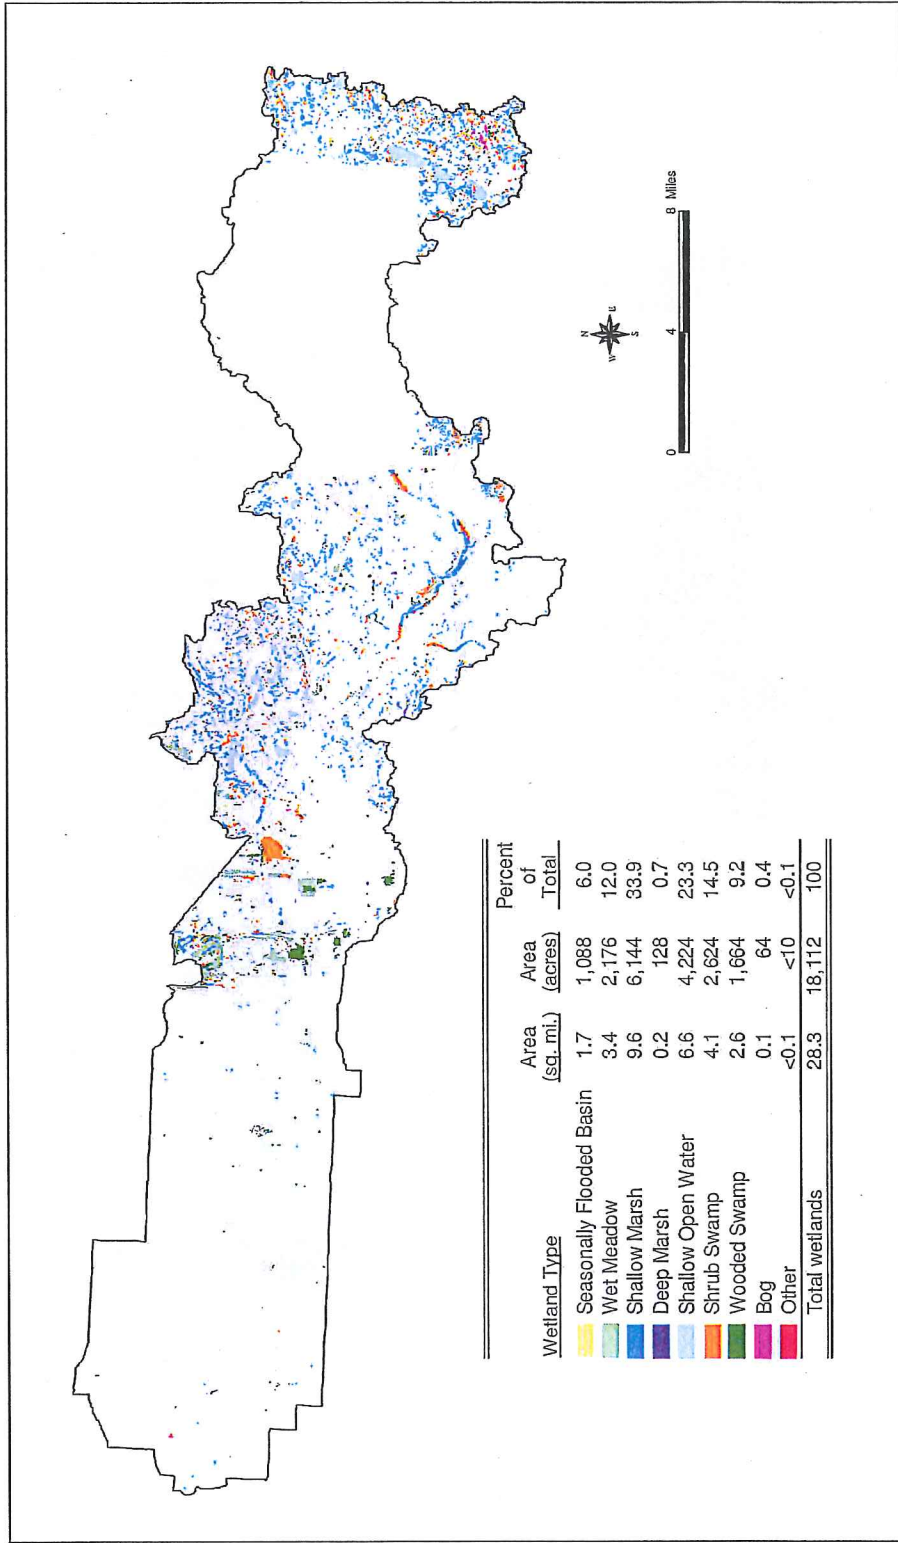 Wetland Type Area (sq. mi.) Area (acres) Percent of Total
Seasonally Flooded Basin 1.7 1,088 6.0
Wet Meadow 3.4 2,176 12.0
Shallow Marsh 9.6 6,144 33.9
Deep Marsh 0.2 128 0.7
Shallow Open Water 6.6 4,224 23.3
Shrub Swamp 4.1 2,624 14.5
Wooded Swamp 2.6 1,664 9.2
Bog 0.1 64 0.4
Other <0.1 <10 <0.1
Total wetlands 28.3 18,112 100
N
W E
S
0 4 8 Miles